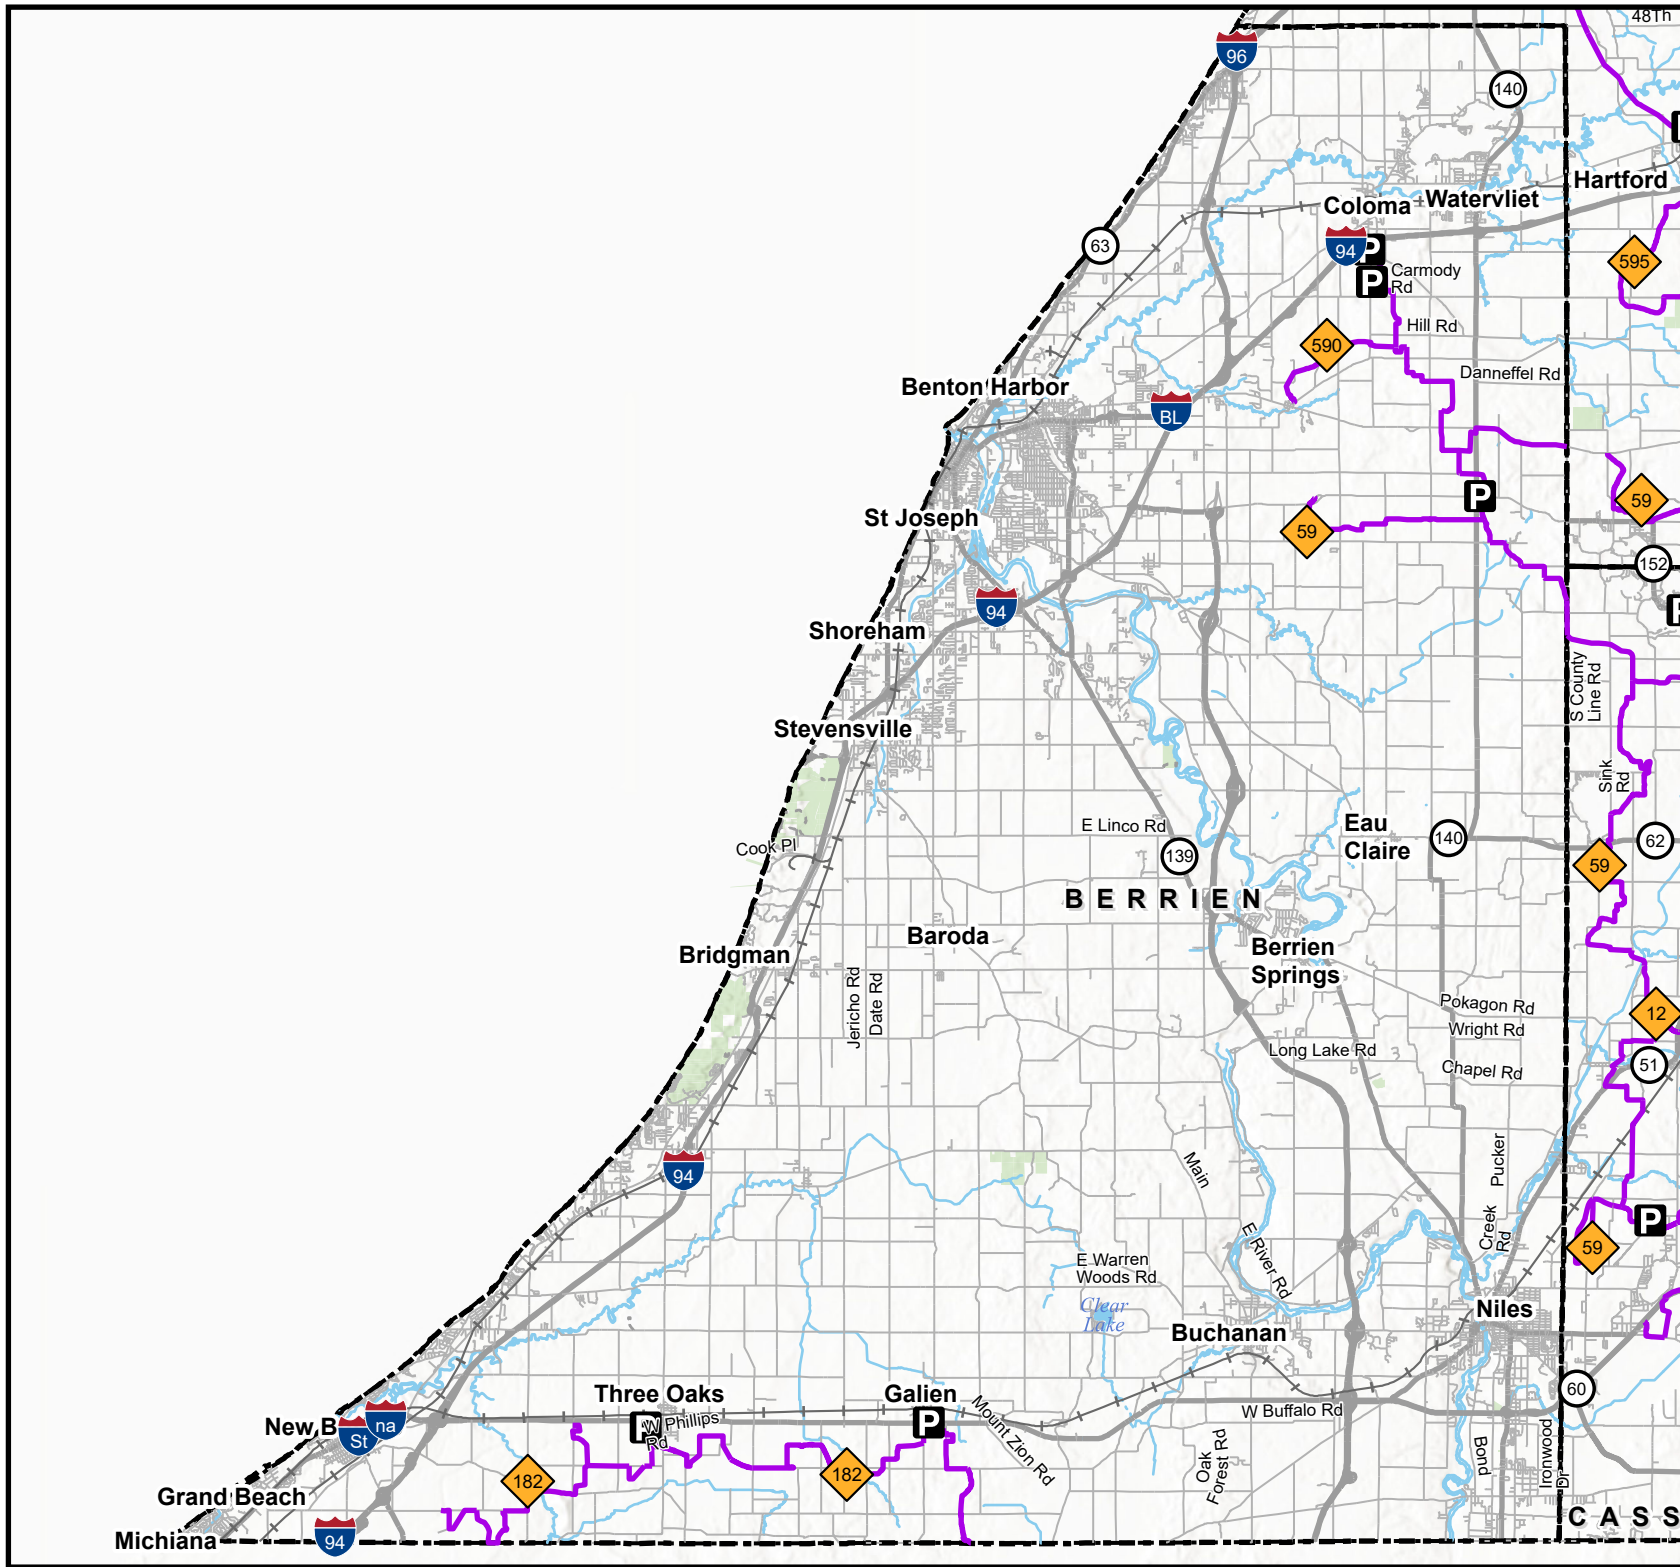 48Th
96
140
Hartford
Watervliet
Coloma
63
94
P
P
Carmody
Rd
595
Hill Rd
590
Danneffel Rd
Benton Harbor
BL
P
59
St Joseph
59
152
94
Shoreham
S County
Line Rd
Stevensville
Sink
Rd
E Linco Rd
Eau
Claire
140
62
Cook Pl
139
59
BERRIEN
Baroda
Berrien
Springs
Bridgman
Jericho Rd
Date Rd
Pokagon Rd
12
Wright Rd
Long Lake Rd
51
Chapel Rd
94
Main
Pucker
Creek
Rd
P
59
E River Rd
E Warren
Woods Rd
Clear
Lake
Niles
Buchanan
Three Oaks
Galien
60
New B
St
na
P
W Phillips
Rd
P
Mount Zion Rd
W Buffalo Rd
182
182
Oak
Forest Rd
Bond
Ironwood
Dr
Grand Beach
94
Michiana
CASS